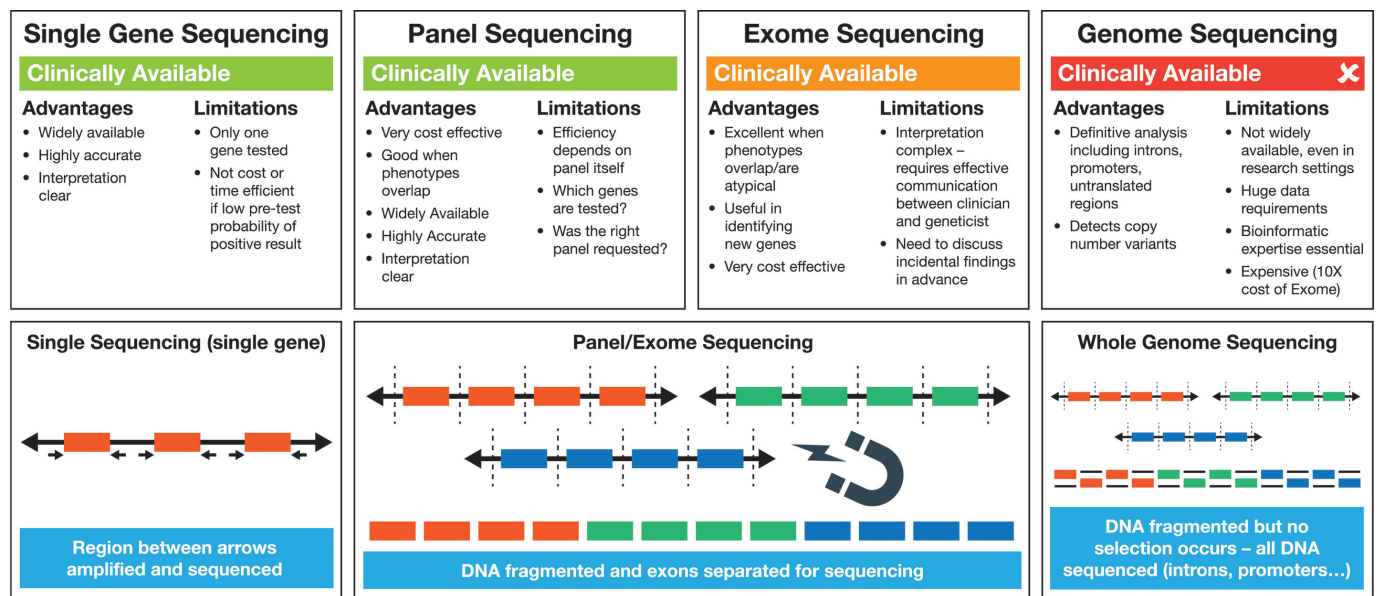 Single Gene Sequencing
Clinically Available
Advantages
• Widely available
• Highly accurate
• Interpretation
clear
Limitations
• Only one
gene tested
• Not cost or
time efficient
if low pre-test
probability of
positive result
Panel Sequencing
Clinically Available
Advantages
• Very cost effective
• Good when
phenotypes
overlap
• Widely Available
• Highly Accurate
• Interpretation
clear
Limitations
• Efficiency
depends on
panel itself
• Which genes
are tested?
• Was the right
panel requested?
Exome Sequencing
Clinically Available
Advantages
• Excellent when
phenotypes
overlap/are
atypical
• Useful in
identifying
new genes
• Very cost effective
Limitations
• Interpretation
complex –
requires effective
communication
between clinician
and geneticist
• Need to discuss
incidental findings
in advance
Genome Sequencing
Clinically Available ✘
Advantages
• Definitive analysis
including introns,
promoters,
untranslated
regions
• Detects copy
number variants
Limitations
• Not widely
available, even in
research settings
• Huge data
requirements
• Bioinformatic
expertise essential
• Expensive (10X
cost of Exome)
Single Sequencing (single gene)
Region between arrows
amplified and sequenced
Panel/Exome Sequencing
DNA fragmented and exons separated for sequencing
Whole Genome Sequencing
DNA fragmented but no
selection occurs – all DNA
sequenced (introns, promoters...)